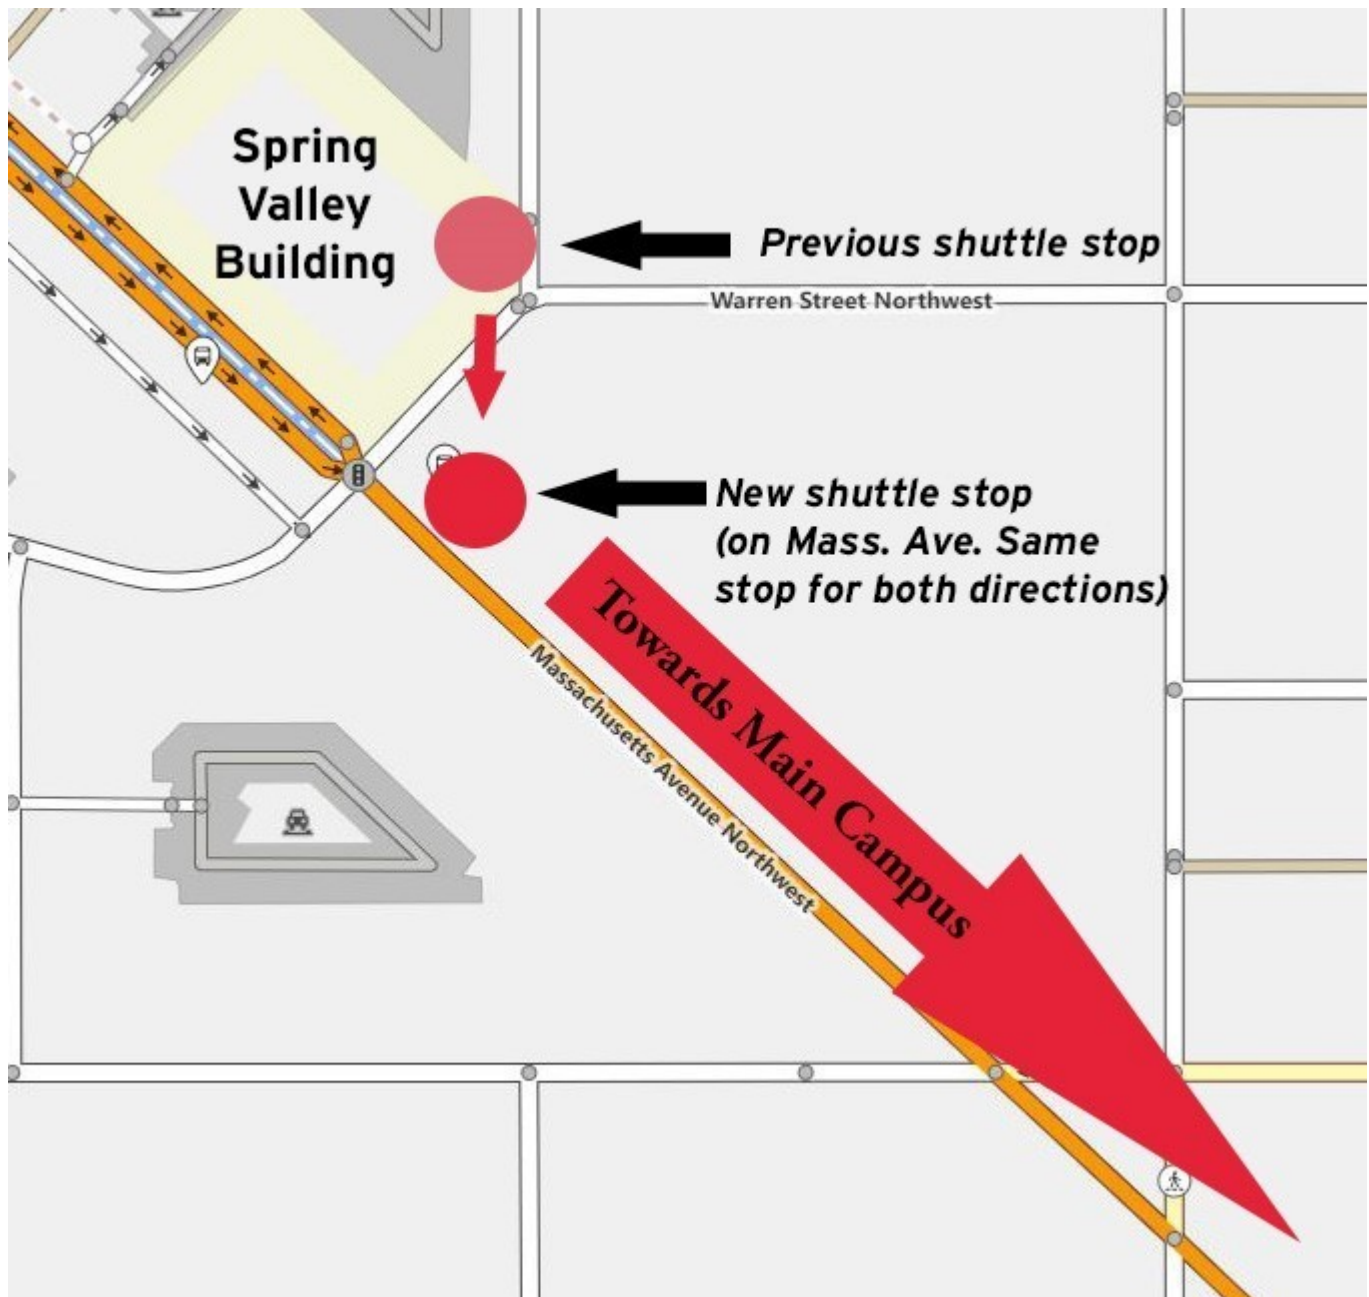 Spring
Valley
Building
Previous shuttle stop
Warren Street Northwest
New shuttle stop
(on Mass. Ave. Same
stop for both directions)
Towards Main Campus
Massachusetts Avenue Northwest